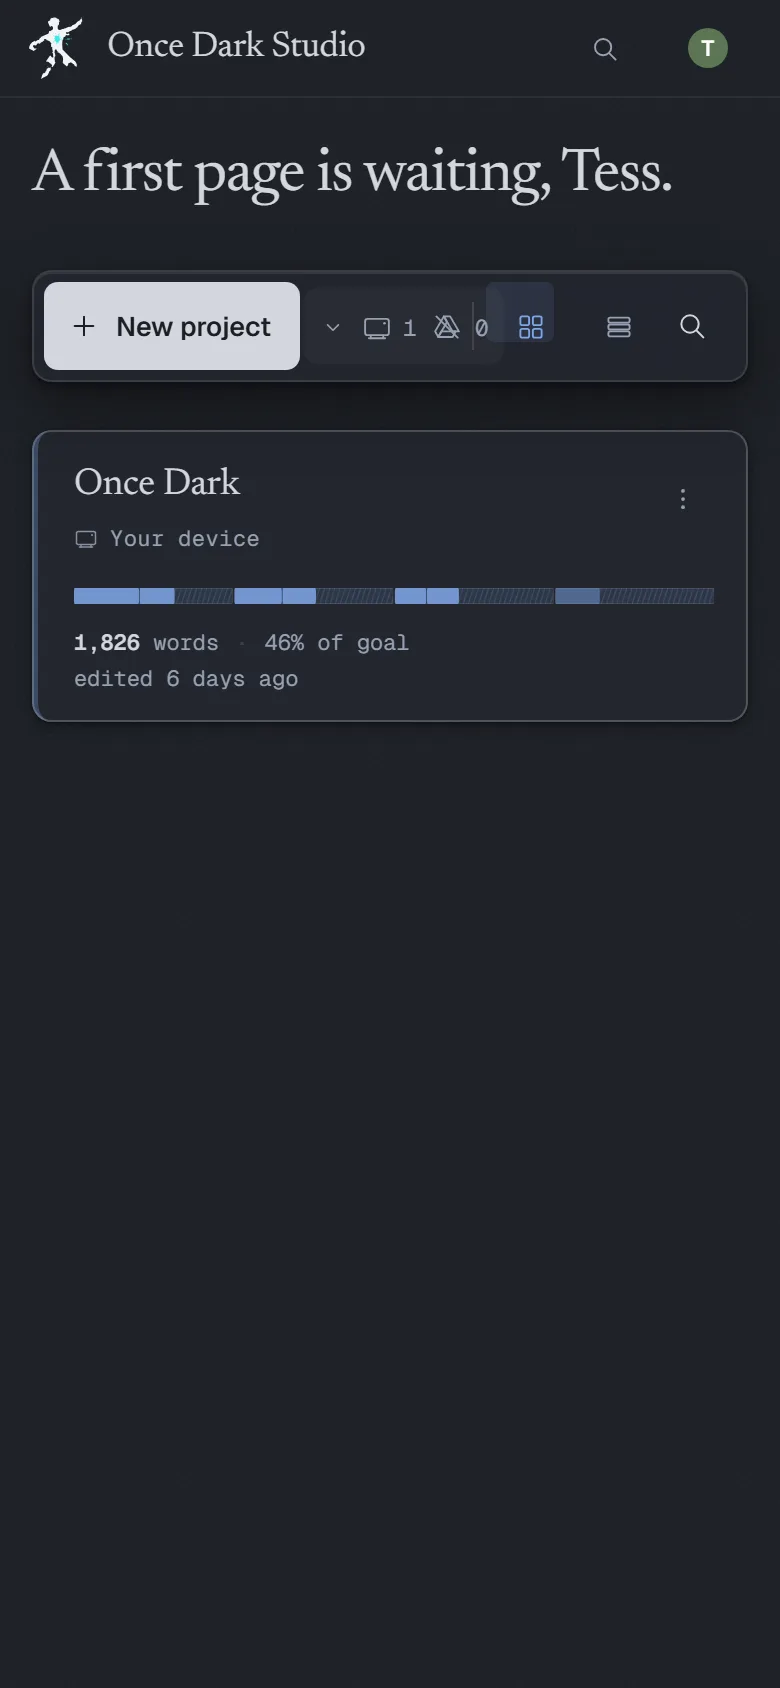 Once Dark Studio
T
A first page is waiting, Tess.
New project 1 0
Once Dark
Your device
1,826 words · 46% of goal
edited 6 days ago